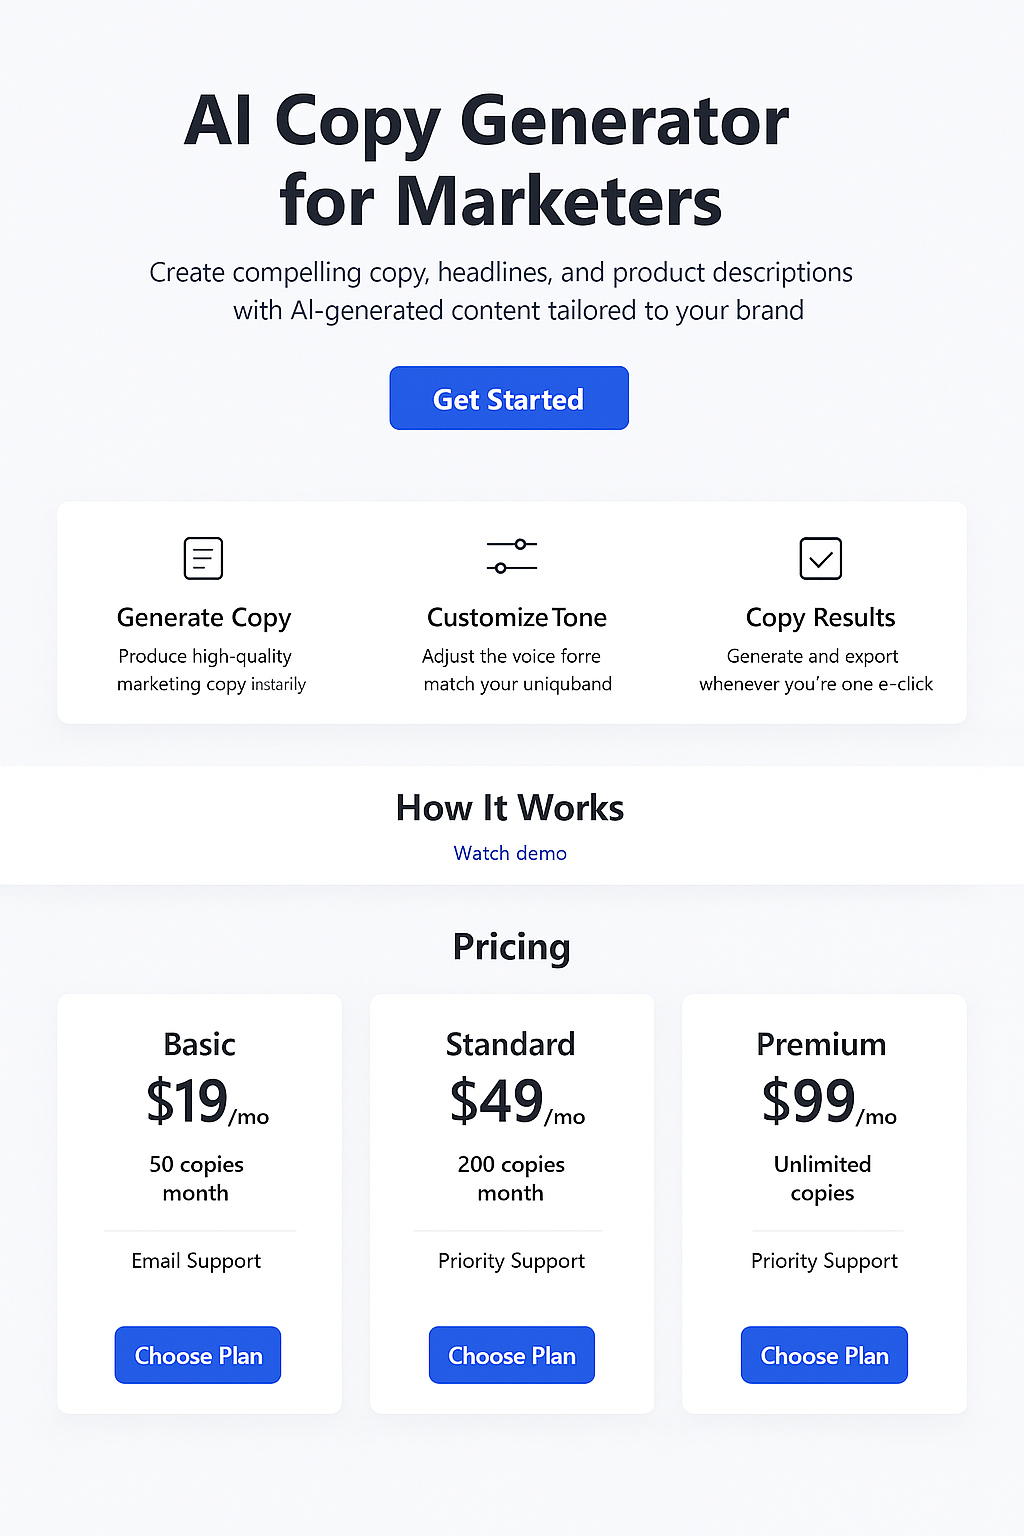 AI Copy Generator
for Marketers
Create compelling copy, headlines, and product descriptions
with AI-generated content tailored to your brand
Get Started
Generate Copy
Produce high-quality
marketing copy instarily
Customize Tone
Adjust the voice forre
match your uniquband
Copy Results
Generate and export
whenever you're one e-click
How It Works
Watch demo
Pricing
Basic
$19/mo
50 copies
month
Email Support
Choose Plan
Standard
$49/mo
200 copies
month
Priority Support
Choose Plan
Premium
$99/mo
Unlimited
copies
Priority Support
Choose Plan